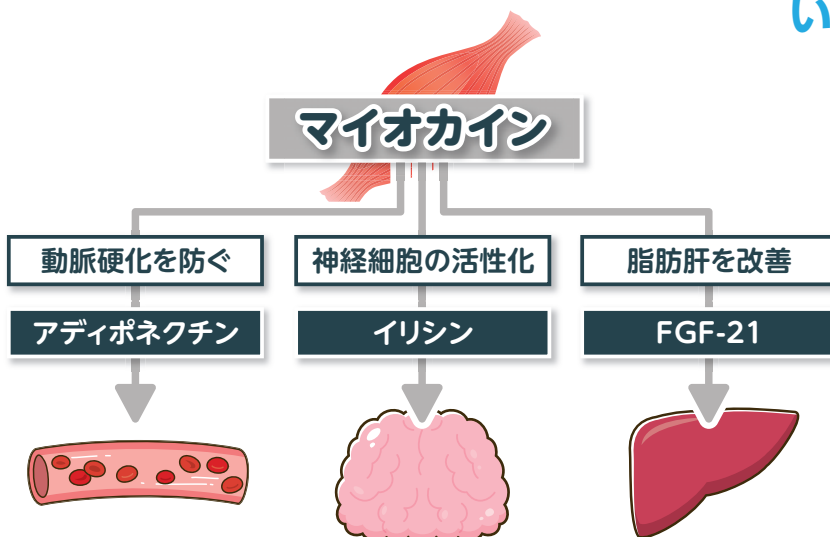 い
マイオカイン
動脈硬化を防ぐ
神経細胞の活性化
脂肪肝を改善
アディポネクチン
イリシン
FGF-21